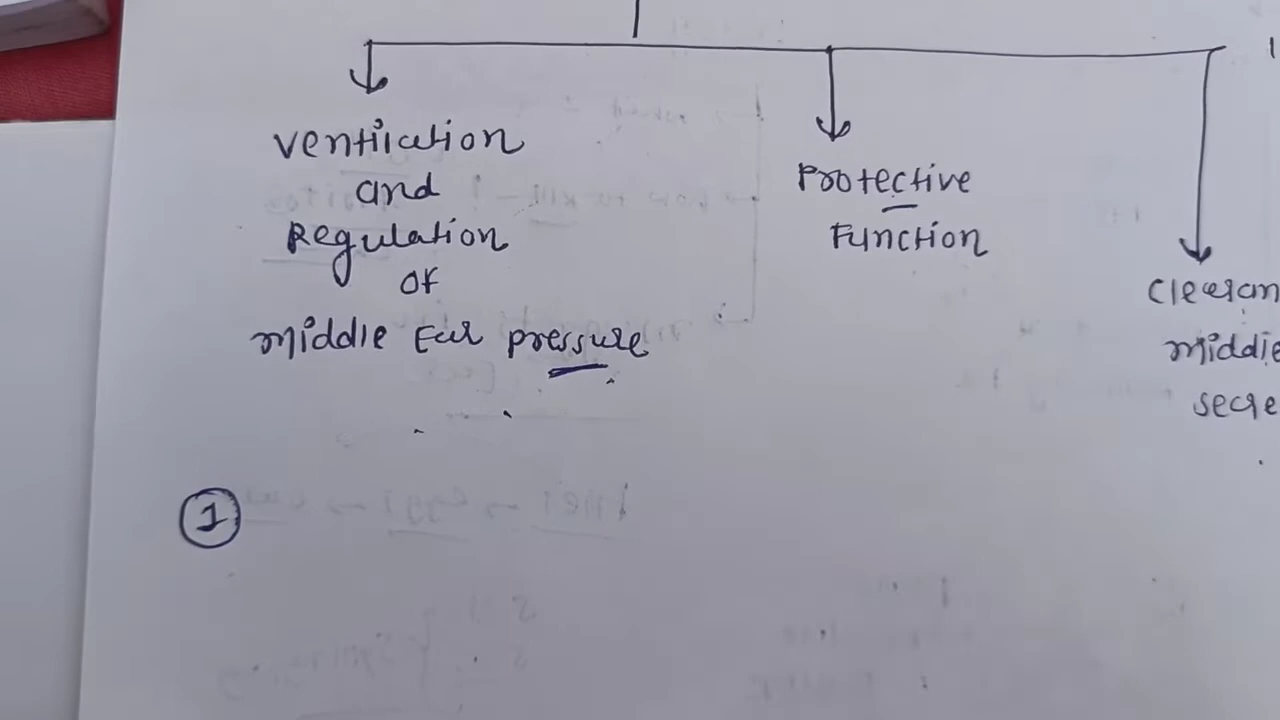 Ventilation
and
Regulation
of
middle Ear pressure
Protective
Function
Clearan
middle
secre
1